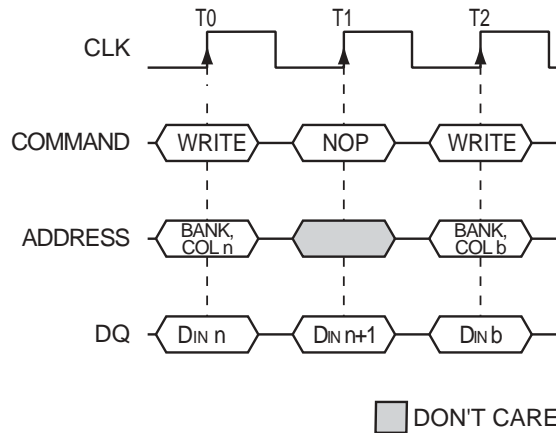 T0 T1 T2
CLK
COMMAND WRITE NOP WRITE
ADDRESS BANK, COL n BANK, COL b
DQ DIN n DIN n+1 DIN b
DON'T CARE